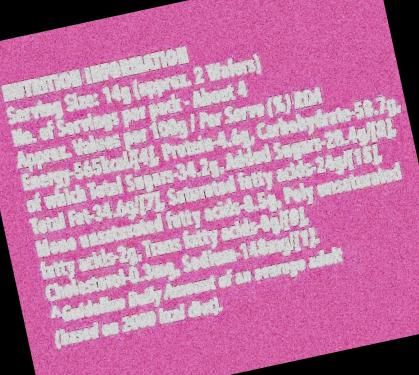 NUTRITION INFORMATION
Serving Size: 14g (approx. 2 Wafers)
No. of Servings per pack - About 4
Approx. Values per 100g / Per Serve (%) RDA
Energy-565kcal[4], Protein-4.6g, Carbohydrate-58.2g,
of which Total Sugars-34.2g, Added Sugars-28.4g[8],
Total Fat-34.6g[7], Saturated fatty acids-24g[15],
Mono unsaturated fatty acids-8.5g, Poly unsaturated
fatty acids-2g, Trans fatty acids-0g[0],
Cholesterol-0.3mg, Sodium-148mg[1].
^ Guideline Daily Amount of an average adult
(based on 2000 kcal diet).